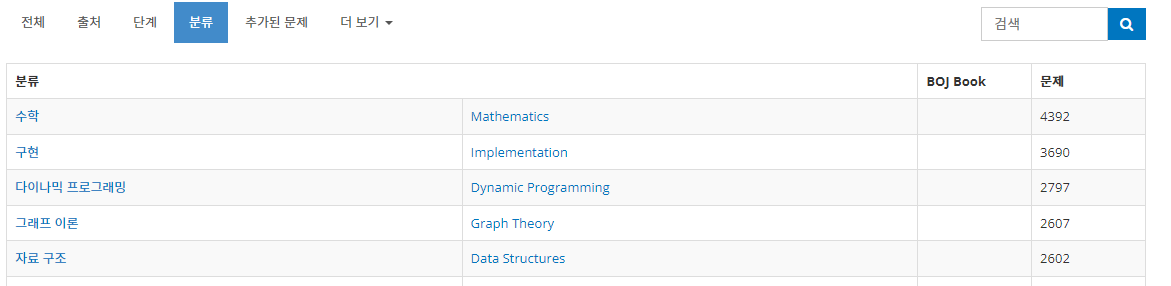 전체 출처 단계 분류 추가된 문제 더 보기 검색
분류 BOJ Book 문제
수학 Mathematics 4392
구현 Implementation 3690
다이나믹 프로그래밍 Dynamic Programming 2797
그래프 이론 Graph Theory 2607
자료 구조 Data Structures 2602